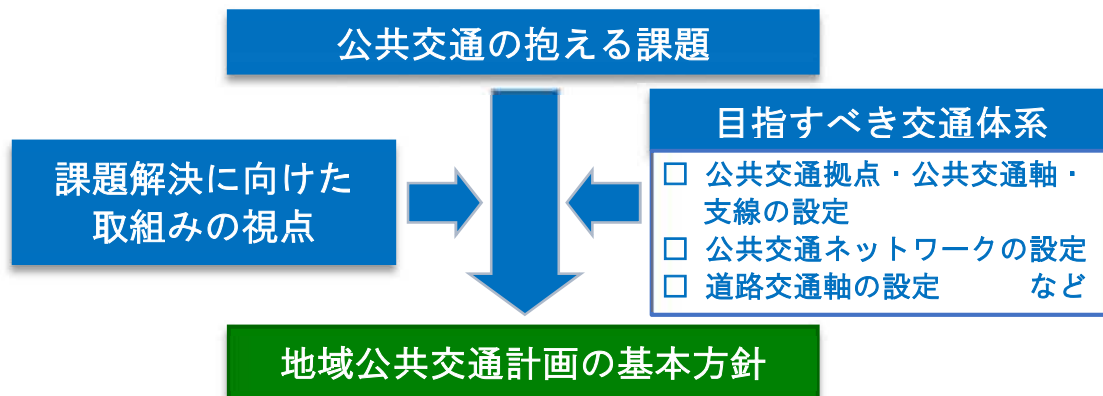 公共交通の抱える課題
課題解決に向けた
取組みの視点
目指すべき交通体系
□ 公共交通拠点・公共交通軸・
支線の設定
□ 公共交通ネットワークの設定
□ 道路交通軸の設定 など
地域公共交通計画の基本方針